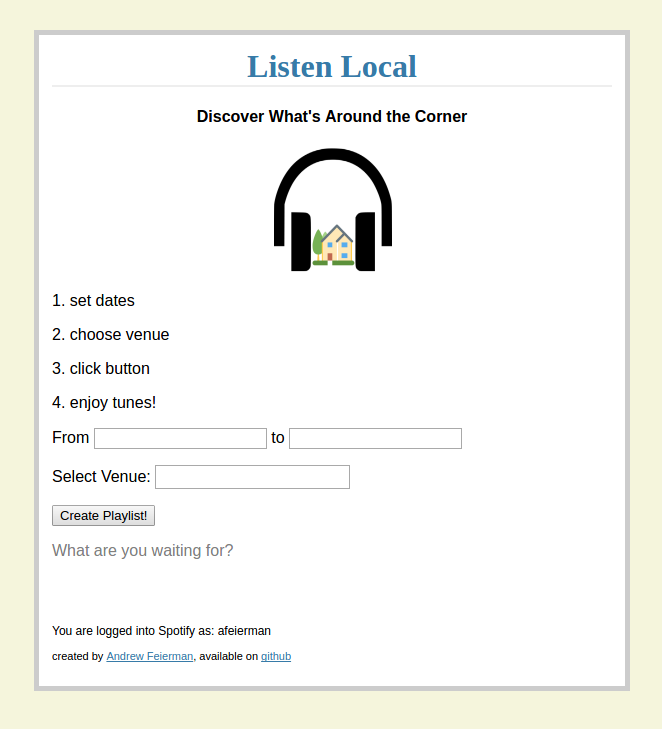 Listen Local
Discover What's Around the Corner
1. set dates
2. choose venue
3. click button
4. enjoy tunes!
From to
Select Venue:
Create Playlist!
What are you waiting for?
You are logged into Spotify as: afeierman
created by Andrew Feierman, available on github